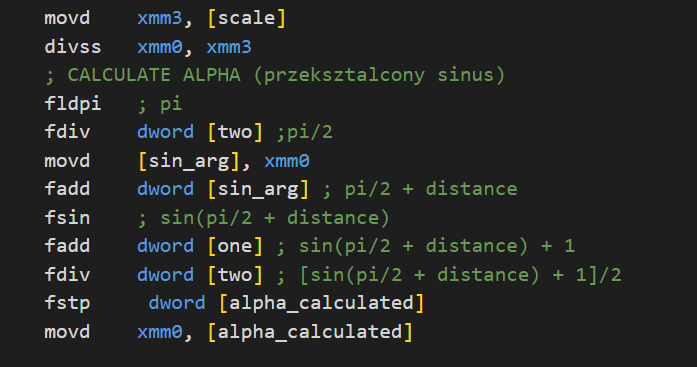 movd xmm3, [scale]
divss xmm0, xmm3
; CALCULATE ALPHA (przeksztalcony sinus)
fldpi ; pi
fdiv dword [two] ;pi/2
movd [sin_arg], xmm0
fadd dword [sin_arg] ; pi/2 + distance
fsin ; sin(pi/2 + distance)
fadd dword [one] ; sin(pi/2 + distance) + 1
fdiv dword [two] ; [sin(pi/2 + distance) + 1]/2
fstp dword [alpha_calculated]
movd xmm0, [alpha_calculated]